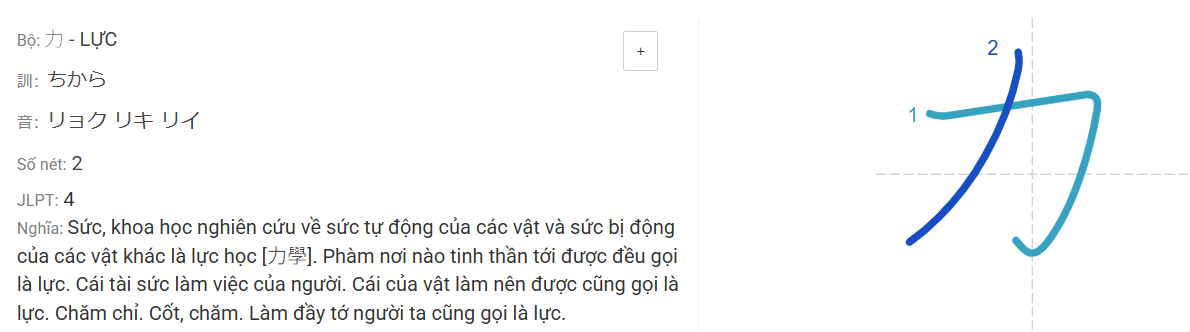 Bộ: 力 - LỰC
+
訓: ちから
音: リョク リキ リイ
Số nét: 2
JLPT: 4
Nghĩa: Sức, khoa học nghiên cứu về sức tự động của các vật và sức bị động
của các vật khác là lực học [力學]. Phàm nơi nào tinh thần tới được đều gọi
là lực. Cái tài sức làm việc của người. Cái của vật làm nên được cũng gọi là
lực. Chăm chỉ. Cốt, chăm. Làm đầy tớ người ta cũng gọi là lực.
2
1
力